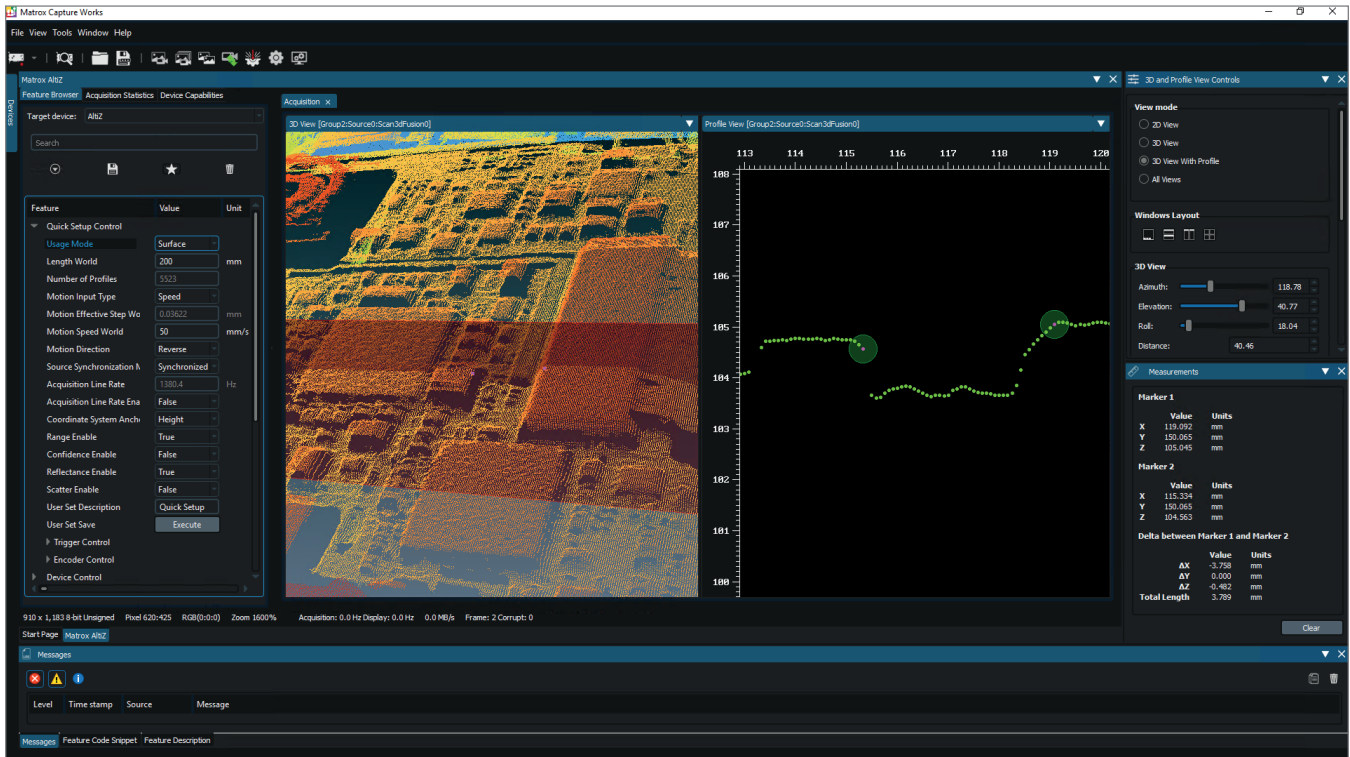 Matrox Capture Works
File View Tools Window Help
Devices
Matrox AltiZ
Feature Browser Acquisition Statistics Device Capabilities
Target device: AltiZ
Search
Feature Value Unit
Quick Setup Control
Usage Mode Surface
Length World 200 mm
Number of Profiles 5523
Motion Input Type Speed
Motion Effective Step Wo 0.03622 mm
Motion Speed World 50 mm/s
Motion Direction Reverse
Source Synchronization N Synchronized
Acquisition Line Rate 1380.4 Hz
Acquisition Line Rate Ena False
Coordinate System Ancho Height
Range Enable True
Confidence Enable False
Reflectance Enable True
Scatter Enable False
User Set Description Quick Setup
User Set Save Execute
Trigger Control
Encoder Control
Device Control
Acquisition
3D View [Group2:Source0:Scan3dFusion0]
Profile View [Group2:Source0:Scan3dFusion0]
113 114 115 116 117 118 119 120
108
107
106
105
104
103
102
101
100
3D and Profile View Controls
View mode
2D View
3D View
3D View With Profile
All Views
Windows Layout
3D View
Azimuth: 118.78
Elevation: 40.77
Roll: 18.04
Distance: 40.46
Measurements
Marker 1
Value Units
X 119.092 mm
Y 150.065 mm
Z 105.045 mm
Marker 2
Value Units
X 115.334 mm
Y 150.065 mm
Z 104.563 mm
Delta between Marker 1 and Marker 2
Value Units
ΔX -3.758 mm
ΔY 0.000 mm
ΔZ -0.482 mm
Total Length 3.789 mm
Clear
910 x 1,183 8-bit Unsigned Pixel 620:425 RGB(0:0:0) Zoom 1600% Acquisition: 0.0 Hz Display: 0.0 Hz 0.0 MB/s Frame: 2 Corrupt: 0
Start Page Matrox AltiZ
Messages
Level Time stamp Source Message
Messages Feature Code Snippet Feature Description